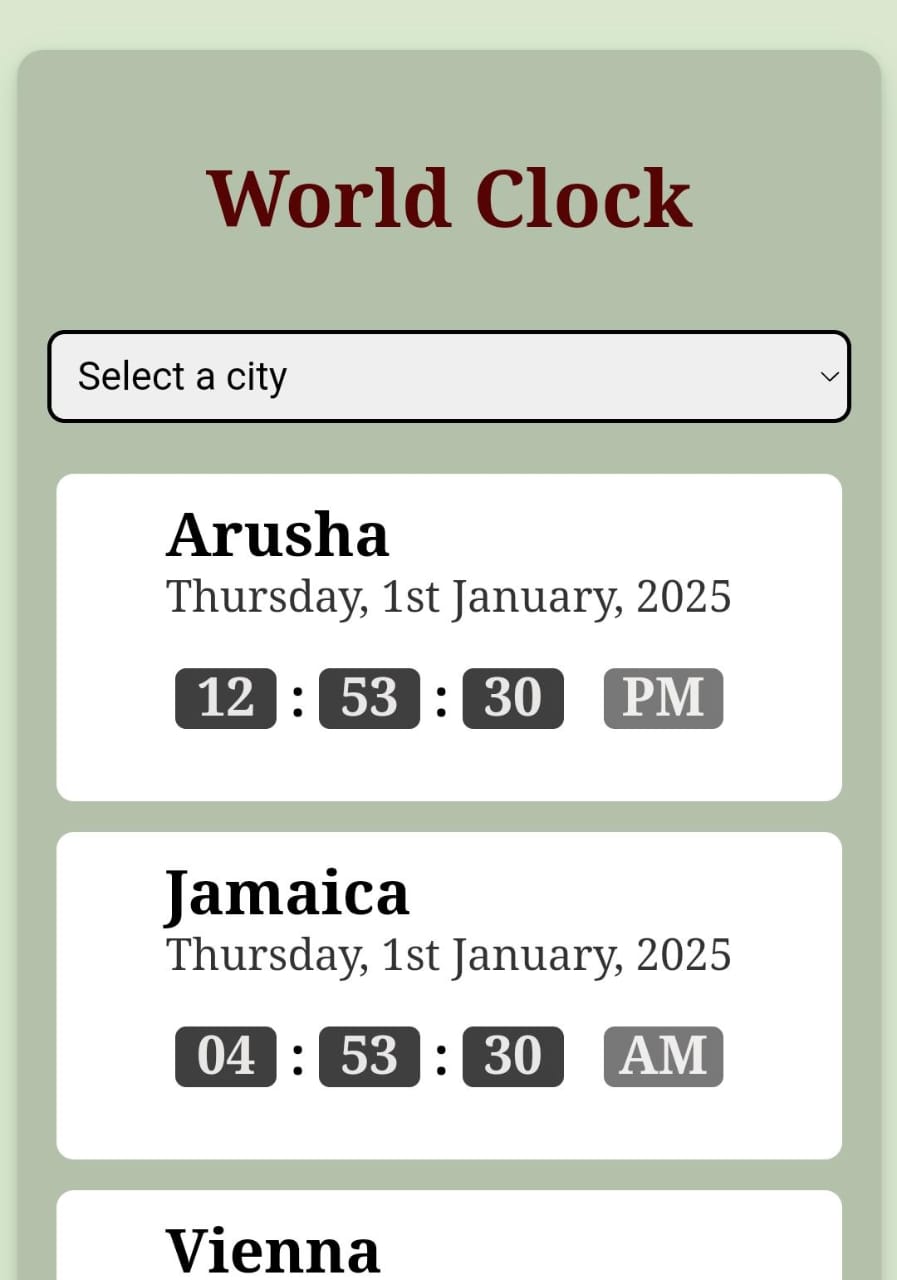 World Clock
Select a city
Arusha
Thursday, 1st January, 2025
12 : 53 : 30 PM
Jamaica
Thursday, 1st January, 2025
04 : 53 : 30 AM
Vienna